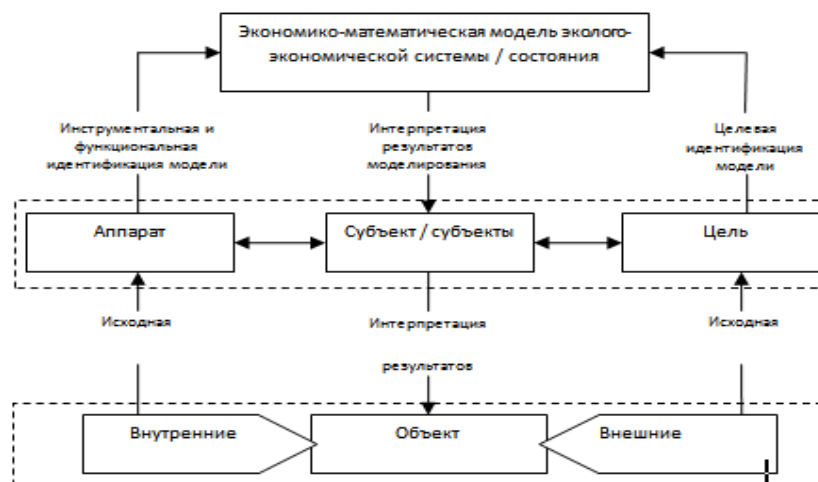 Экономико-математическая модель эколого-
экономической системы / состояния
Инструментальная и
функциональная
идентификация модели
Интерпретация
результатов
моделирования
Целевая
идентификация
модели
Аппарат
Субъект / субъекты
Цель
Исходная
Интерпретация
результатов
Исходная
Внутренние
Объект
Внешние